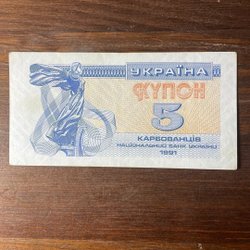 УКРАЇНА
КУПОН
5
КАРБОВАНЦІВ
НАЦІОНАЛЬНИЙ БАНК УКРАЇНИ
1991